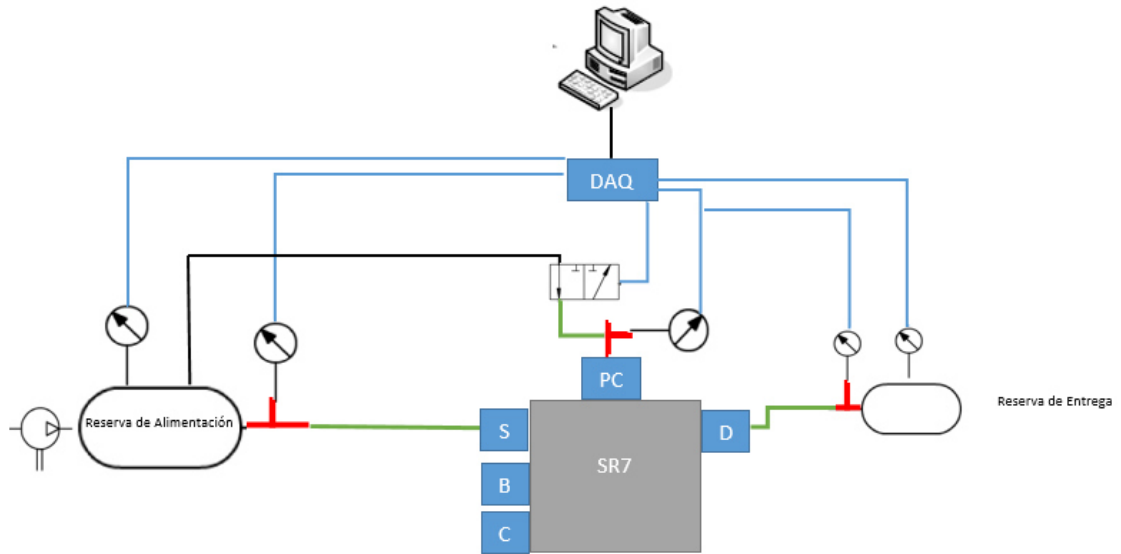 DAQ
PC
Reserva de Alimentación
Reserva de Entrega
S
D
SR7
B
C